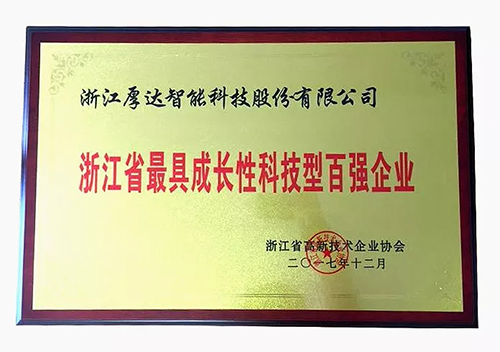 浙江厚达智能科技股份有限公司
浙江省最具成长性科技型百强企业
浙江省高新技术企业协会
二〇一七年十二月